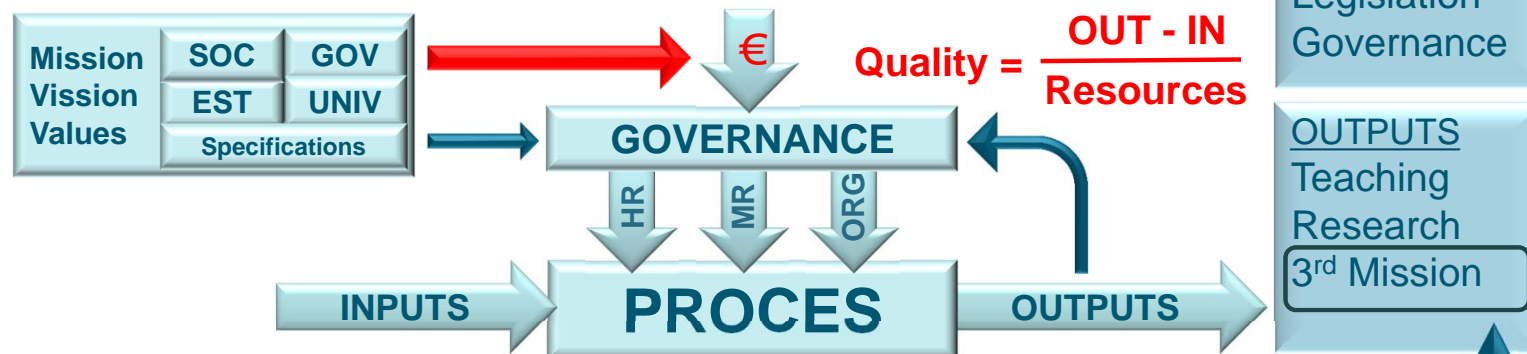 Mission
Vission
Values
SOC GOV
EST UNIV
Specifications
€
Quality = OUT - IN
Resources
GOVERNANCE
HR MR ORG
INPUTS
PROCES
OUTPUTS
Legislation
Governance
OUTPUTS
Teaching
Research
3rd Mission